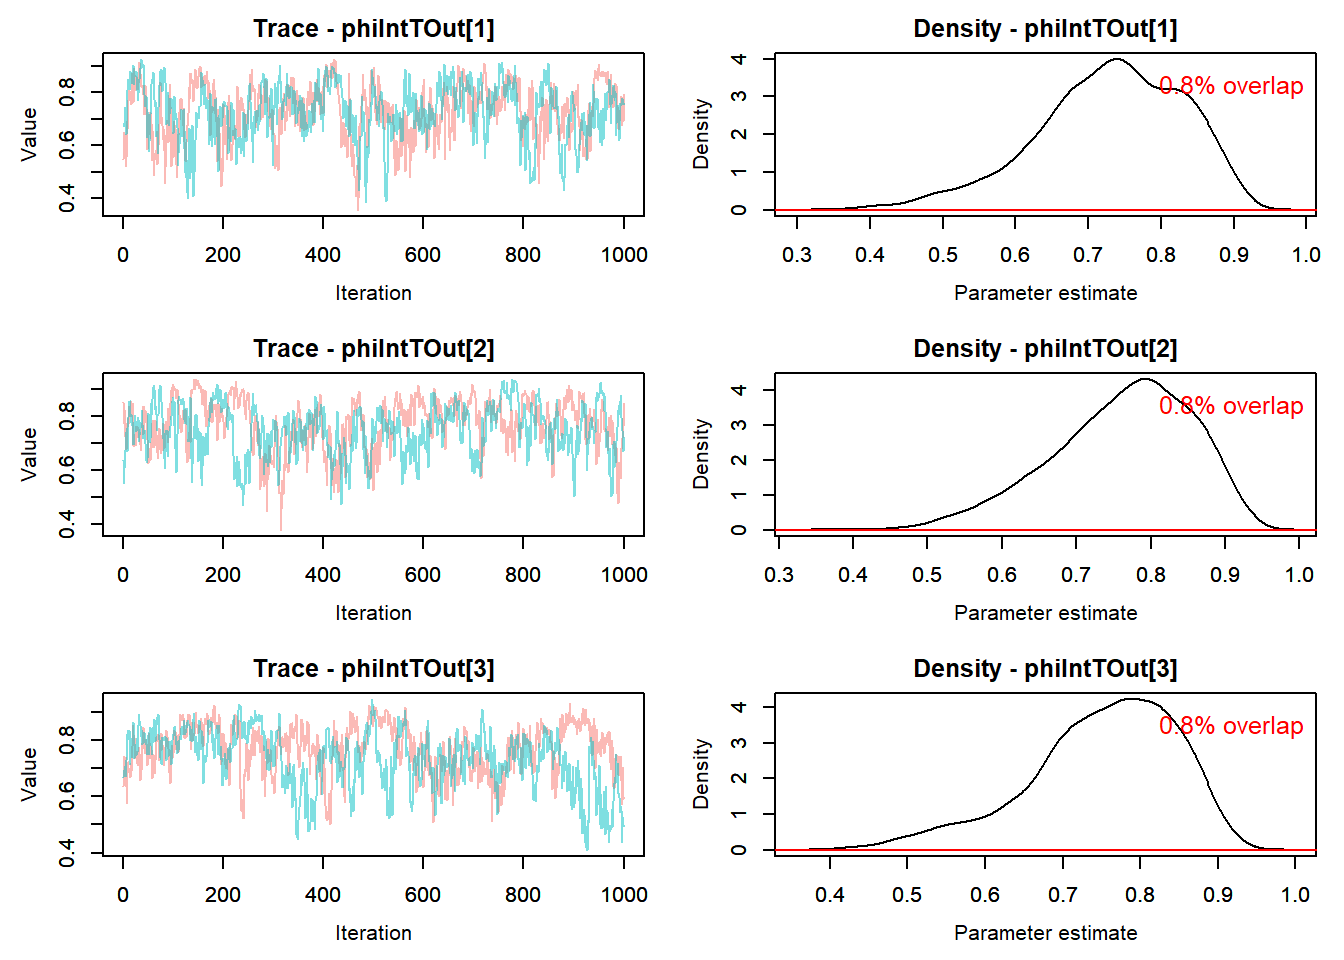 Trace - phiIntTOut[1]
Value
0.4 0.6 0.8
0 200 400 600 800 1000
Iteration
Density - phiIntTOut[1]
0.8% overlap
Density
0 1 2 3 4
0.3 0.4 0.5 0.6 0.7 0.8 0.9 1.0
Parameter estimate
Trace - phiIntTOut[2]
Value
0.4 0.6 0.8
0 200 400 600 800 1000
Iteration
Density - phiIntTOut[2]
0.8% overlap
Density
0 1 2 3 4
0.3 0.4 0.5 0.6 0.7 0.8 0.9 1.0
Parameter estimate
Trace - phiIntTOut[3]
Value
0.4 0.6 0.8
0 200 400 600 800 1000
Iteration
Density - phiIntTOut[3]
0.8% overlap
Density
0 1 2 3 4
0.4 0.5 0.6 0.7 0.8 0.9 1.0
Parameter estimate